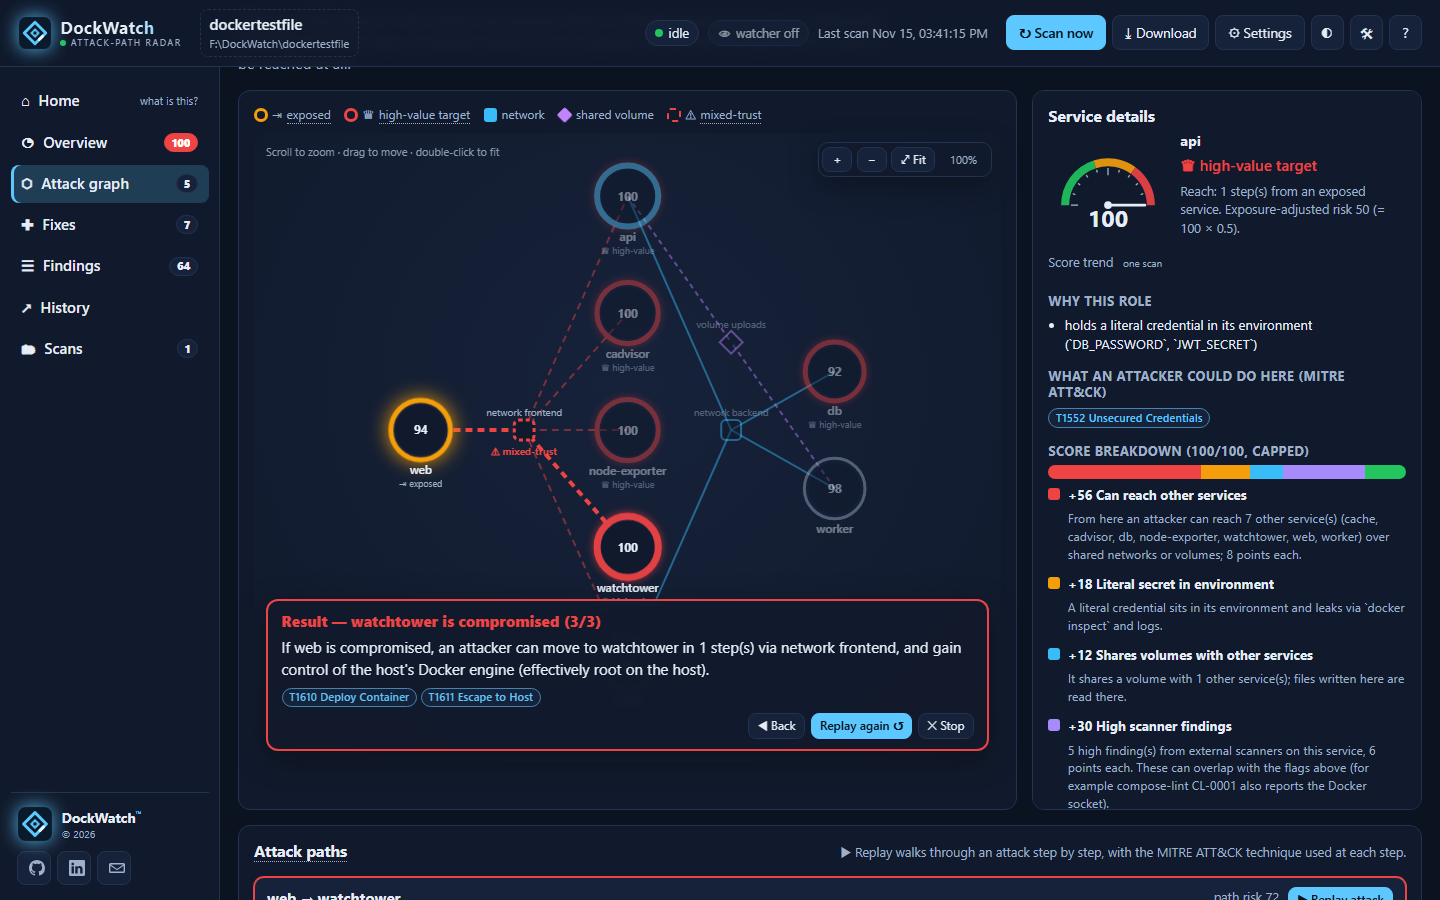 DockWatch
ATTACK-PATH RADAR
dockertestfile
F:\DockWatch\dockertestfile
idle
watcher off
Last scan Nov 15, 03:41:15 PM
Scan now
Download
Settings
?
Home
what is this?
Overview
100
Attack graph
5
Fixes
7
Findings
64
History
Scans
1
DockWatch™
© 2026
exposed
high-value target
network
shared volume
mixed-trust
Scroll to zoom · drag to move · double-click to fit
+
−
Fit
100%
100
api
high-value
100
cadvisor
high-value
volume uploads
92
db
high-value
network frontend
network backend
94
web
exposed
mixed-trust
100
node-exporter
high-value
98
worker
100
watchtower
Result — watchtower is compromised (3/3)
If web is compromised, an attacker can move to watchtower in 1 step(s) via network frontend, and gain
control of the host's Docker engine (effectively root on the host).
T1610 Deploy Container
T1611 Escape to Host
Back
Replay again
Stop
Service details
100
api
high-value target
Reach: 1 step(s) from an exposed
service. Exposure-adjusted risk 50 (=
100 × 0.5).
Score trend one scan
WHY THIS ROLE
• holds a literal credential in its environment
(`DB_PASSWORD`, `JWT_SECRET`)
WHAT AN ATTACKER COULD DO HERE (MITRE
ATT&CK)
T1552 Unsecured Credentials
SCORE BREAKDOWN (100/100, CAPPED)
+56 Can reach other services
From here an attacker can reach 7 other service(s) (cache,
cadvisor, db, node-exporter, watchtower, web, worker) over
shared networks or volumes; 8 points each.
+18 Literal secret in environment
A literal credential sits in its environment and leaks via `docker
inspect` and logs.
+12 Shares volumes with other services
It shares a volume with 1 other service(s); files written here are
read there.
+30 High scanner findings
5 high finding(s) from external scanners on this service, 6
points each. These can overlap with the flags above (for
example compose-lint CL-0001 also reports the Docker
socket).
Attack paths
Replay walks through an attack step by step, with the MITRE ATT&CK technique used at each step.
web → watchtower
path risk 72
Replay attack